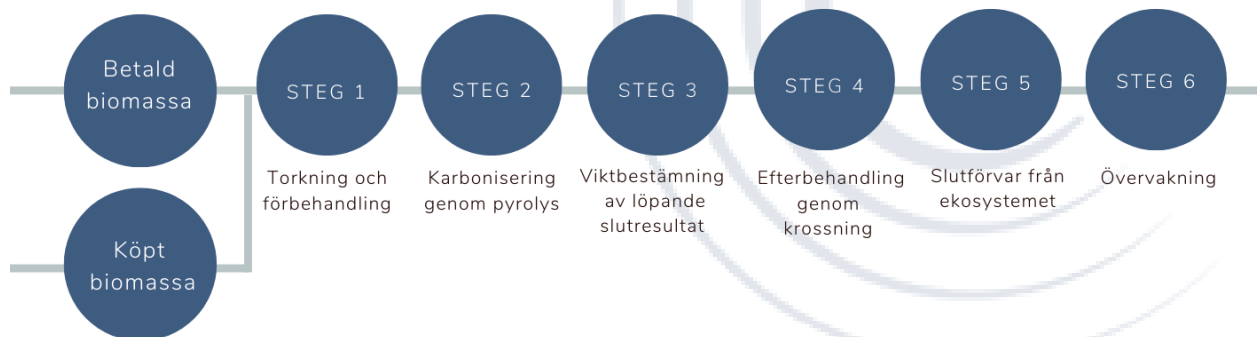 Betald
biomassa
STEG 1
STEG 2
STEG 3
STEG 4
STEG 5
STEG 6
Torkning och
förbehandling
Karbonisering
genom pyrolys
Viktbestämning
av löpande
slutresultat
Efterbehandling
genom
krossning
Slutförvar från
ekosystemet
Övervakning
Köpt
biomassa